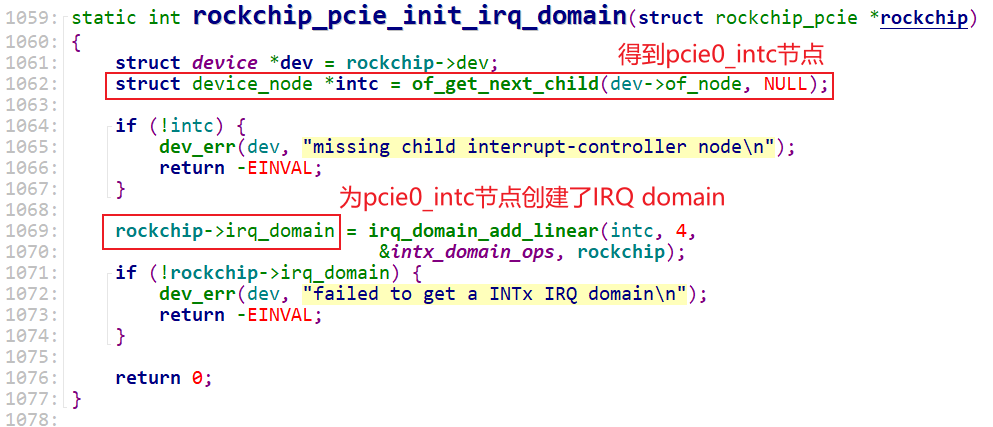 1059: static int rockchip_pcie_init_irq_domain(struct rockchip_pcie *rockchip)
1060: {
得到pcie0_intc节点
1061: struct device *dev = rockchip->dev;
1062: struct device_node *intc = of_get_next_child(dev->of_node, NULL);
1063:
1064: if (!intc) {
1065: dev_err(dev, "missing child interrupt-controller node\n");
1066: return -EINVAL;
1067: }
为pcie0_intc节点创建了IRQ domain
1068:
1069: rockchip->irq_domain = irq_domain_add_linear(intc, 4,
1070: &intx_domain_ops, rockchip);
1071: if (!rockchip->irq_domain) {
1072: dev_err(dev, "failed to get a INTx IRQ domain\n");
1073: return -EINVAL;
1074: }
1075:
1076: return 0;
1077: }
1078: